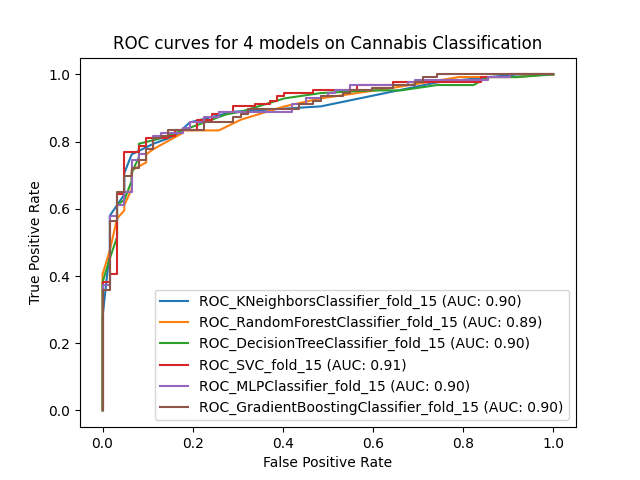 ROC curves for 4 models on Cannabis Classification
True Positive Rate
1.0
0.8
0.6
0.4
0.2
0.0
ROC_KNeighborsClassifier_fold_15 (AUC: 0.90)
ROC_RandomForestClassifier_fold_15 (AUC: 0.89)
ROC_DecisionTreeClassifier_fold_15 (AUC: 0.90)
ROC_SVC_fold_15 (AUC: 0.91)
ROC_MLPClassifier_fold_15 (AUC: 0.90)
ROC_GradientBoostingClassifier_fold_15 (AUC: 0.90)
0.0 0.2 0.4 0.6 0.8 1.0
False Positive Rate